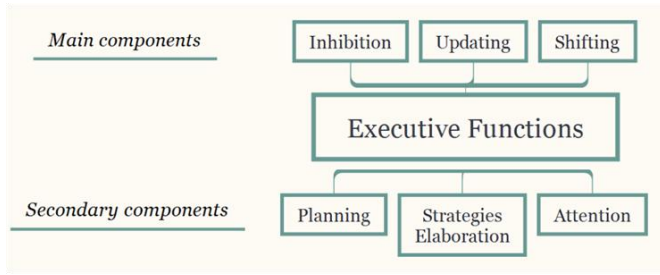 Main components
Inhibition
Updating
Shifting
Executive Functions
Secondary components
Planning
Strategies
Elaboration
Attention